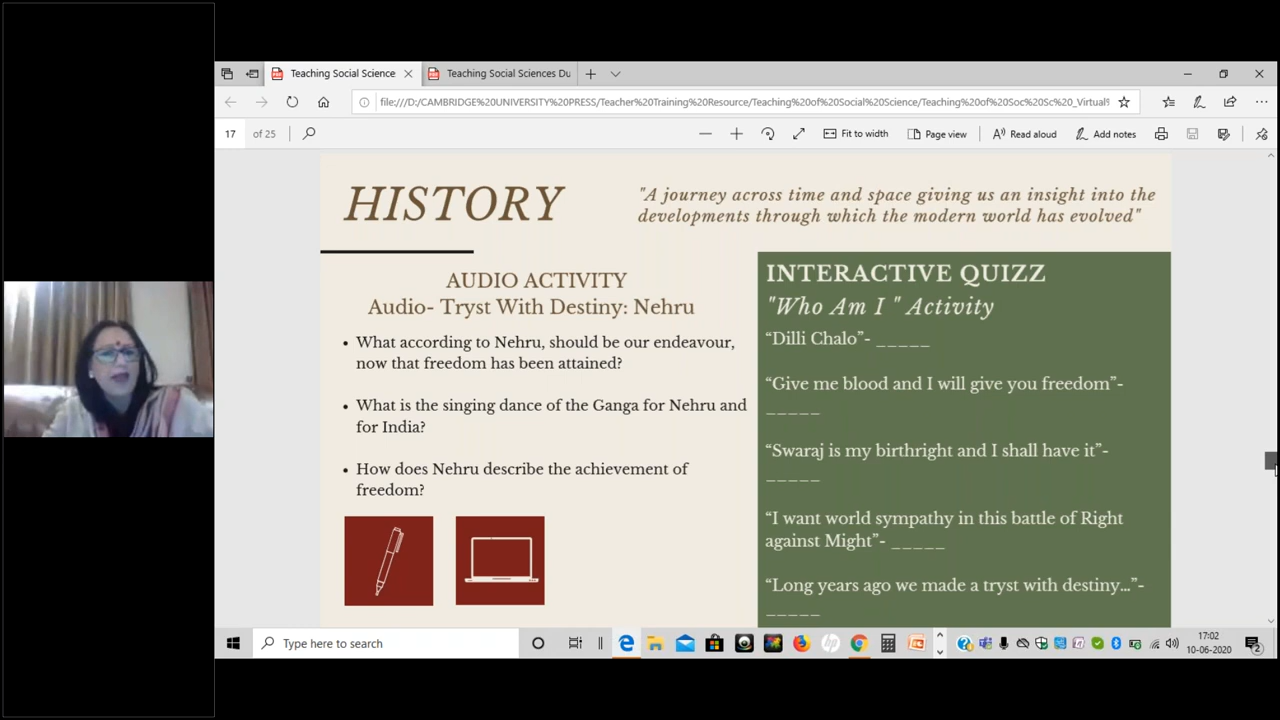 Teaching Social Science
Teaching Social Sciences Du
file:///D:/CAMBRIDGE%20UNIVERSITY%20PRESS/Teacher%20Training%20Resource/Teaching%20of%20Social%20Science/Teaching%20of%20Soc%20Sc%20_Virtual%
17 of 25
Fit to width
Page view
Read aloud
Add notes
HISTORY
"A journey across time and space giving us an insight into the
developments through which the modern world has evolved"
AUDIO ACTIVITY
Audio- Tryst With Destiny: Nehru
• What according to Nehru, should be our endeavour,
now that freedom has been attained?
• What is the singing dance of the Ganga for Nehru and
for India?
• How does Nehru describe the achievement of
freedom?
INTERACTIVE QUIZZ
"Who Am I " Activity
“Dilli Chalo”- _____
“Give me blood and I will give you freedom”-
_____
“Swaraj is my birthright and I shall have it”-
_____
“I want world sympathy in this battle of Right
against Might”- _____
“Long years ago we made a tryst with destiny…”-
_____
Type here to search
17:02
10-06-2020